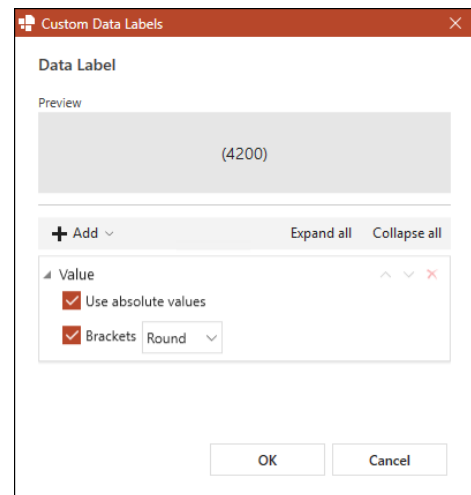 Custom Data Labels
Data Label
Preview
(4200)
Add Expand all Collapse all
Value
Use absolute values
Brackets Round
OK Cancel